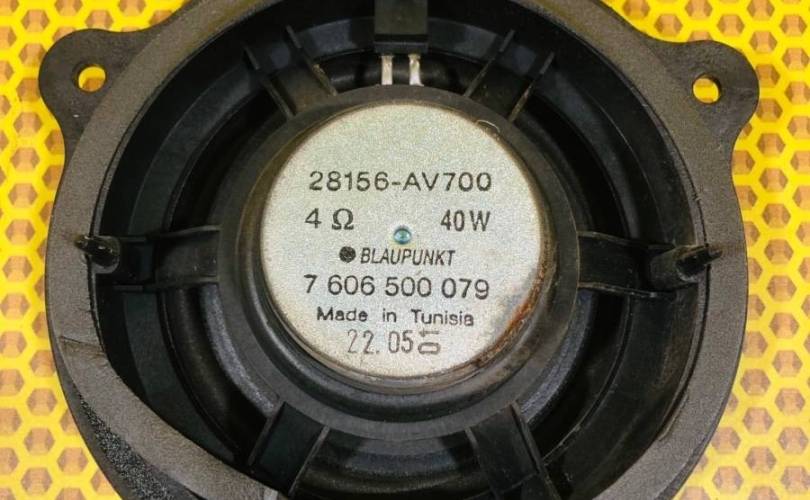 28156-AV700
4 Ω 40W
BLAUPUNKT
7 606 500 079
Made in Tunisia
22.05